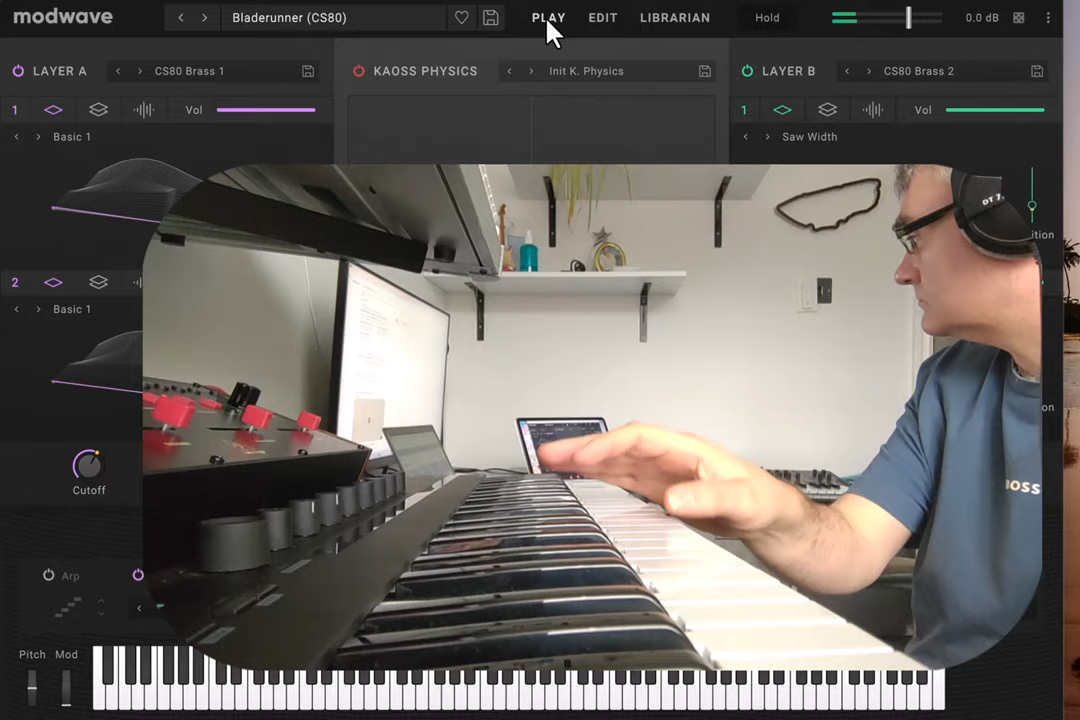 modwave
Bladerunner (CS80)
PLAY
EDIT
LIBRARIAN
Hold
0.0 dB
LAYER A
CS80 Brass 1
KAOSS PHYSICS
Init K. Physics
LAYER B
CS80 Brass 2
1
Vol
1
Vol
Basic 1
Saw Width
DT 7
ition
2
Basic 1
on
Cutoff
BOSS
Arp
Pitch
Mod